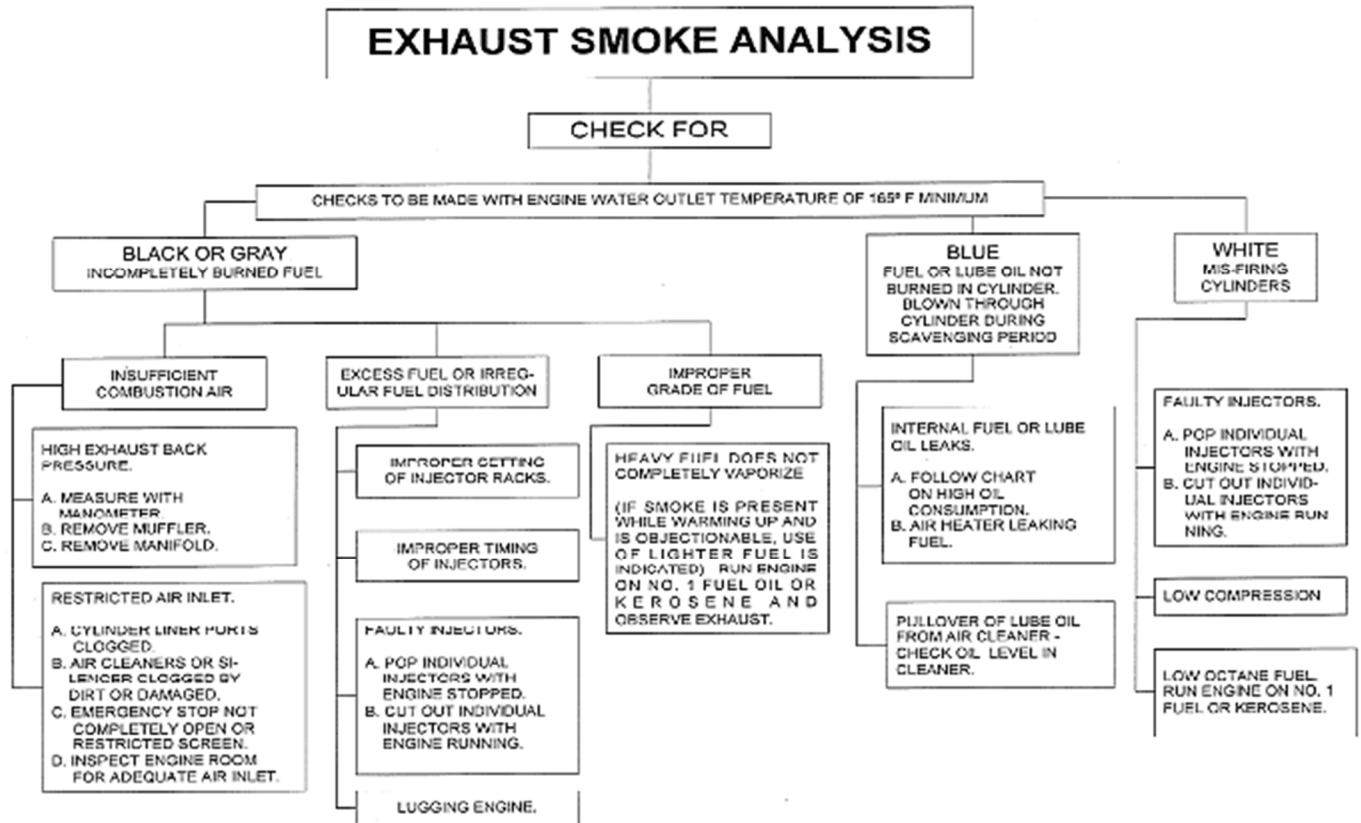 EXHAUST SMOKE ANALYSIS
CHECK FOR
CHECKS TO BE MADE WITH ENGINE WATER OUTLET TEMPERATURE OF 165º F MINIMUM
BLACK OR GRAY
INCOMPLETELY BURNED FUEL
INSUFFICIENT
COMBUSTION AIR
HIGH EXHAUST BACK
PRESSURE.
A. MEASURE WITH
MANOMETER.
B. REMOVE MUFFLER.
C. REMOVE MANIFOLD.
RESTRICTED AIR INLET.
A. CYLINDER LINER PORTS
CLOGGED.
B. AIR CLEANERS OR SI-
LENCER CLOGGED BY
DIRT OR DAMAGED.
C. EMERGENCY STOP NOT
COMPLETELY OPEN OR
RESTRICTED SCREEN.
D. INSPECT ENGINE ROOM
FOR ADEQUATE AIR INLET.
EXCESS FUEL OR IRREG-
ULAR FUEL DISTRIBUTION
IMPROPER SETTING
OF INJECTOR RACKS.
IMPROPER TIMING
OF INJECTORS.
FAULTY INJECTORS.
A. POP INDIVIDUAL
INJECTORS WITH
ENGINE STOPPED.
B. CUT OUT INDIVIDUAL
INJECTORS WITH
ENGINE RUNNING.
LUGGING ENGINE.
IMPROPER
GRADE OF FUEL
HEAVY FUEL DOES NOT
COMPLETELY VAPORIZE
(IF SMOKE IS PRESENT
WHILE WARMING UP AND
IS OBJECTIONABLE, USE
OF LIGHTER FUEL IS
INDICATED) RUN ENGINE
ON NO. 1 FUEL OIL OR
KEROSENE AND
OBSERVE EXHAUST.
BLUE
FUEL OR LUBE OIL NOT
BURNED IN CYLINDER.
BLOWN THROUGH
CYLINDER DURING
SCAVENGING PERIOD
INTERNAL FUEL OR LUBE
OIL LEAKS.
A. FOLLOW CHART
ON HIGH OIL
CONSUMPTION.
B. AIR HEATER LEAKING
FUEL.
PULLOVER OF LUBE OIL
FROM AIR CLEANER -
CHECK OIL LEVEL IN
CLEANER.
WHITE
MIS-FIRING
CYLINDERS
FAULTY INJECTORS.
A. POP INDIVIDUAL
INJECTORS WITH
ENGINE STOPPED.
B. CUT OUT INDIVID-
UAL INJECTORS
WITH ENGINE RUN
NING.
LOW COMPRESSION
LOW OCTANE FUEL.
RUN ENGINE ON NO. 1
FUEL OR KEROSENE.